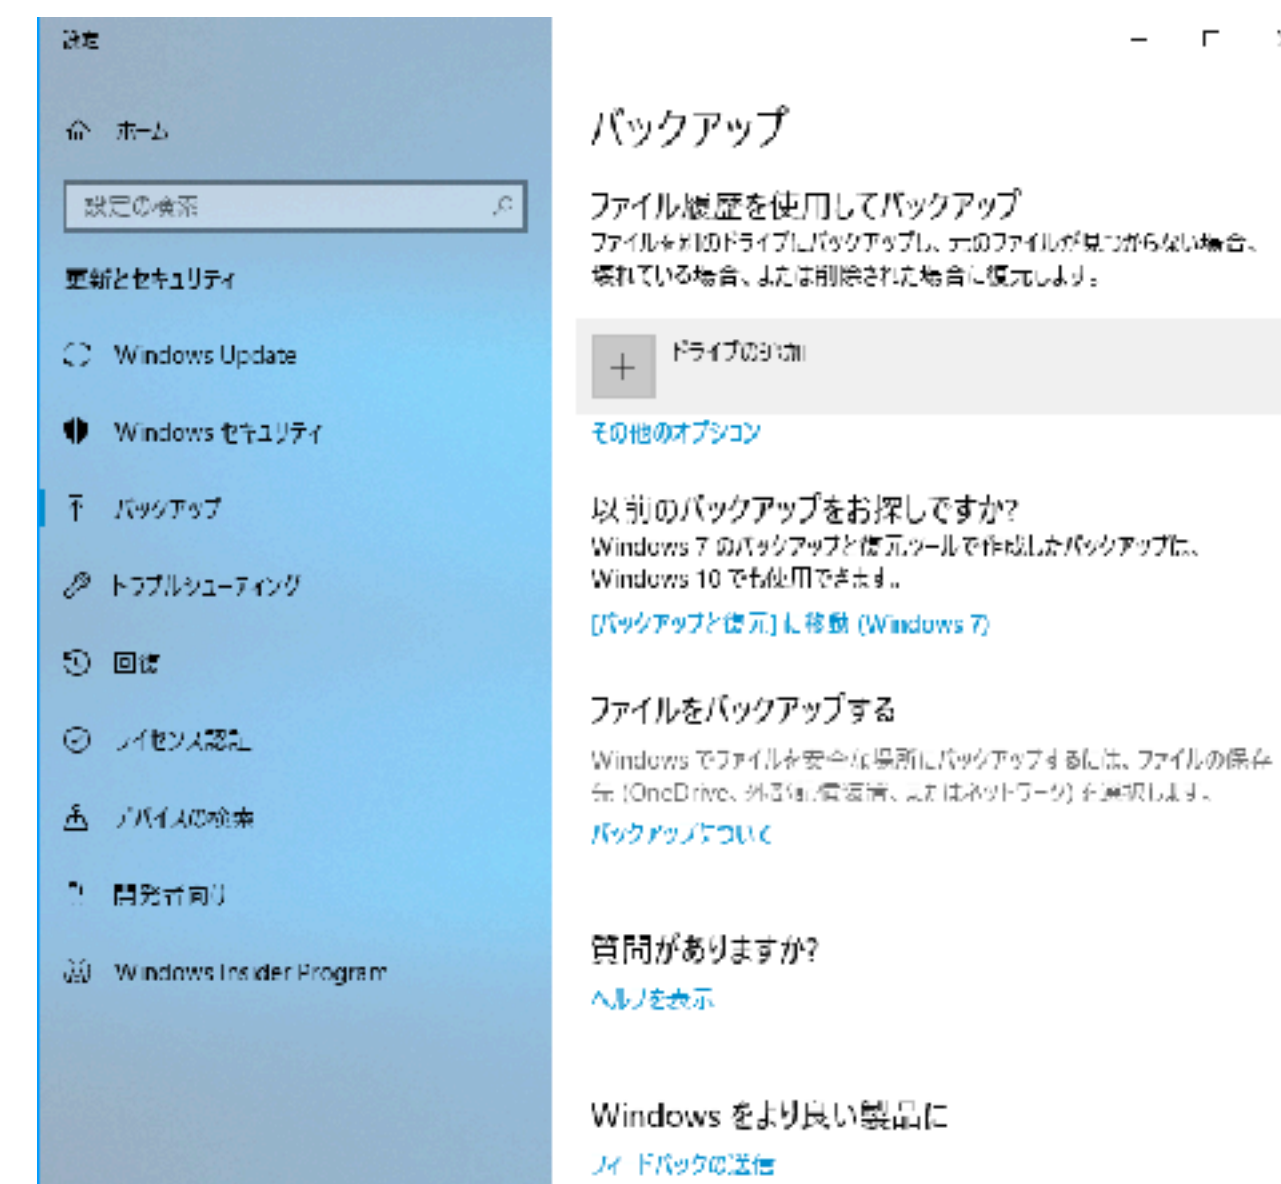 設定
ホーム
設定の検索
更新とセキュリティ
Windows Update
Windows セキュリティ
バックアップ
トラブルシューティング
回復
ライセンス認証
デバイスの検索
開発者向け
Windows Insider Program
バックアップ
ファイル履歴を使用してバックアップ
ファイルを別のドライブにバックアップし、元のファイルが見つからない場合、
壊れている場合、または削除された場合に復元します。
ドライブの追加
その他のオプション
以前のバックアップをお探しですか?
Windows 7 のバックアップと復元ツールで作成したバックアップは、
Windows 10 でも使用できます。
[バックアップと復元] に移動 (Windows 7)
ファイルをバックアップする
Windows でファイルを安全な場所にバックアップするには、ファイルの保存
先 (OneDrive、外部記憶装置、またはネットワーク) を選択します。
バックアップについて
質問がありますか?
ヘルプを表示
Windows をより良い製品に
フィードバックの送信